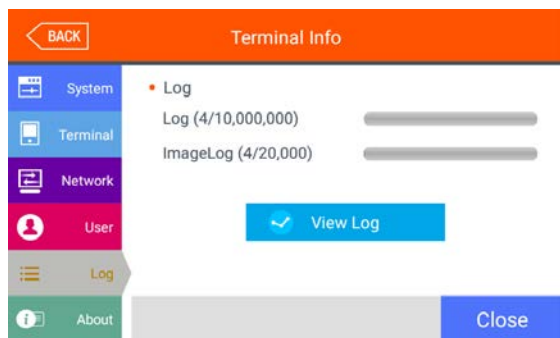 BACK
Terminal Info
System
Terminal
Network
User
Log
About
• Log
Log (4/10,000,000)
ImageLog (4/20,000)
View Log
Close